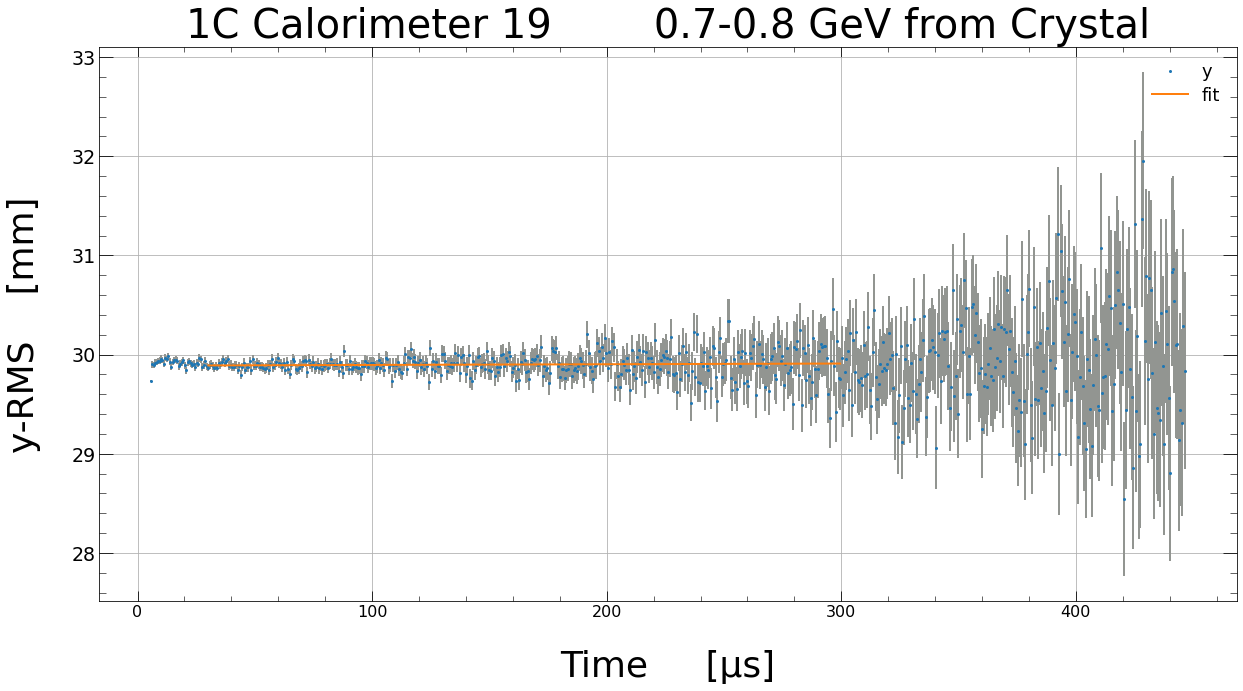 1C Calorimeter 19 0.7-0.8 GeV from Crystal
y-RMS [mm]
33
32
31
30
29
28
y
fit
0 100 200 300 400
Time [µs]